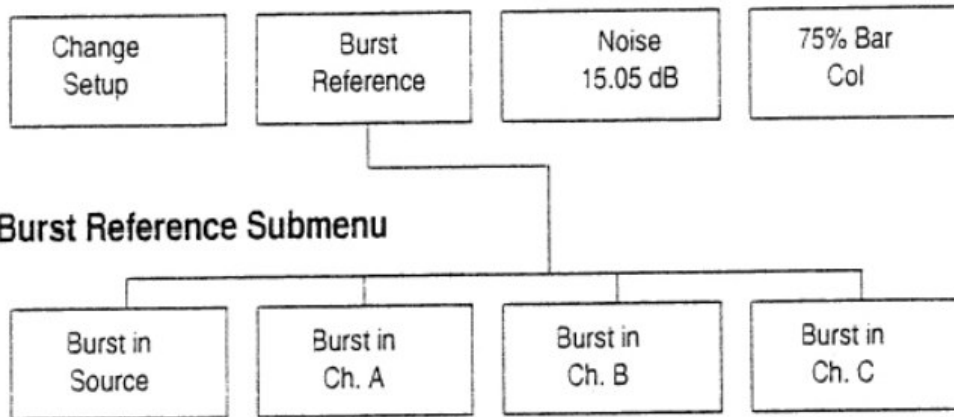 Change
Setup
Burst
Reference
Noise
15.05 dB
75% Bar
Col
Burst Reference Submenu
Burst in
Source
Burst in
Ch. A
Burst in
Ch. B
Burst in
Ch. C